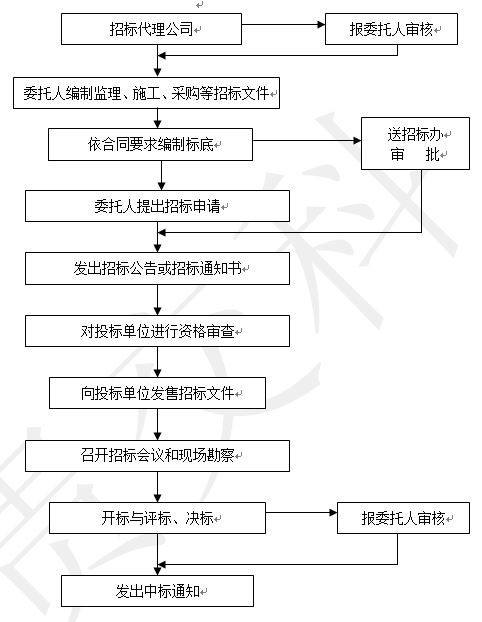 招标代理公司
报委托人审核
委托人编制监理、施工、采购等招标文件
依合同要求编制标底
送招标办
审 批
委托人提出招标申请
发出招标公告或招标通知书
对投标单位进行资格审查
向投标单位发售招标文件
召开招标会议和现场勘察
开标与评标、决标
报委托人审核
发出中标通知